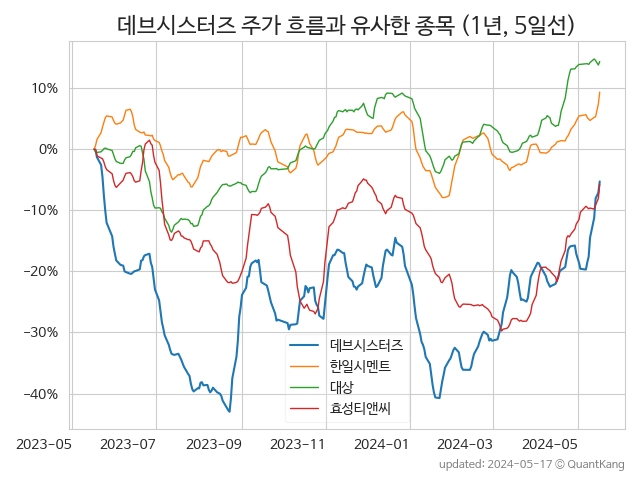 데브시스터즈 주가 흐름과 유사한 종목 (1년, 5일선)
10%
0%
−10%
−20%
−30%
−40%
데브시스터즈
한일시멘트
대상
효성티앤씨
2023-05 2023-07 2023-09 2023-11 2024-01 2024-03 2024-05
updated: 2024-05-17 © QuantKang